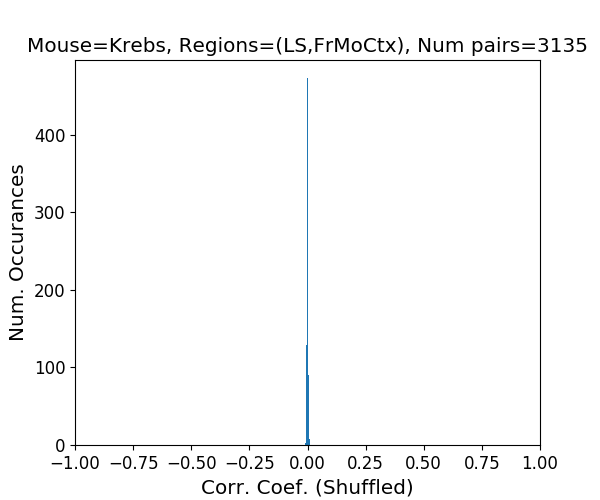 Mouse=Krebs, Regions=(LS,FrMoCtx), Num pairs=3135
Num. Occurances
400
300
200
100
0
−1.00 −0.75 −0.50 −0.25 0.00 0.25 0.50 0.75 1.00
Corr. Coef. (Shuffled)